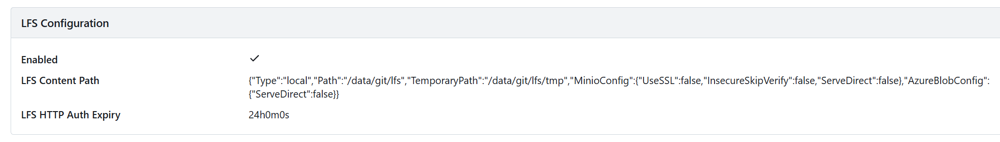 LFS Configuration
Enabled
LFS Content Path {"Type":"local","Path":"/data/git/lfs","TemporaryPath":"/data/git/lfs/tmp","MinioConfig":{"UseSSL":false,"InsecureSkipVerify":false,"ServeDirect":false},"AzureBlobConfig":
{"ServeDirect":false}}
LFS HTTP Auth Expiry 24h0m0s